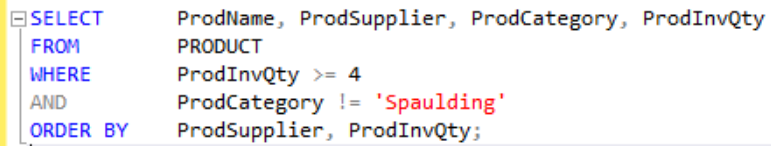 SELECT ProdName, ProdSupplier, ProdCategory, ProdInvQty
FROM PRODUCT
WHERE ProdInvQty >= 4
AND ProdCategory != 'Spaulding'
ORDER BY ProdSupplier, ProdInvQty;